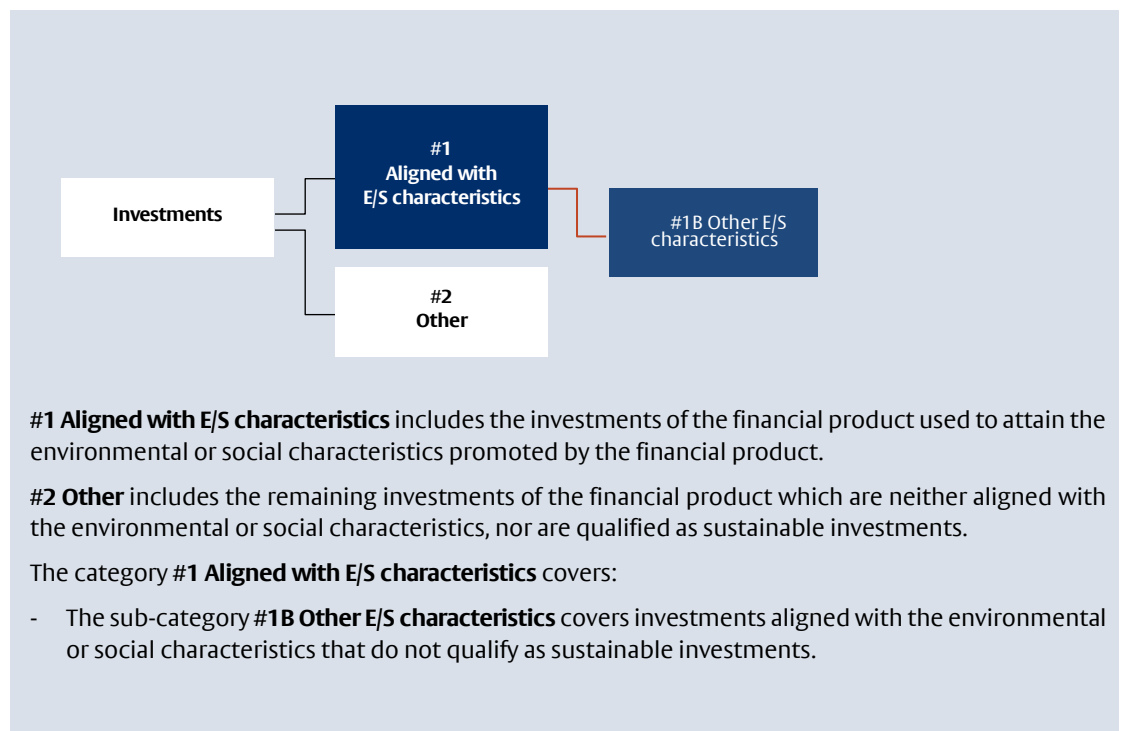 #1
Aligned with
E/S characteristics
Investments
#1B Other E/S
characteristics
#2
Other
#1 Aligned with E/S characteristics includes the investments of the financial product used to attain the
environmental or social characteristics promoted by the financial product.
#2 Other includes the remaining investments of the financial product which are neither aligned with
the environmental or social characteristics, nor are qualified as sustainable investments.
The category #1 Aligned with E/S characteristics covers:
- The sub-category #1B Other E/S characteristics covers investments aligned with the environmental
or social characteristics that do not qualify as sustainable investments.